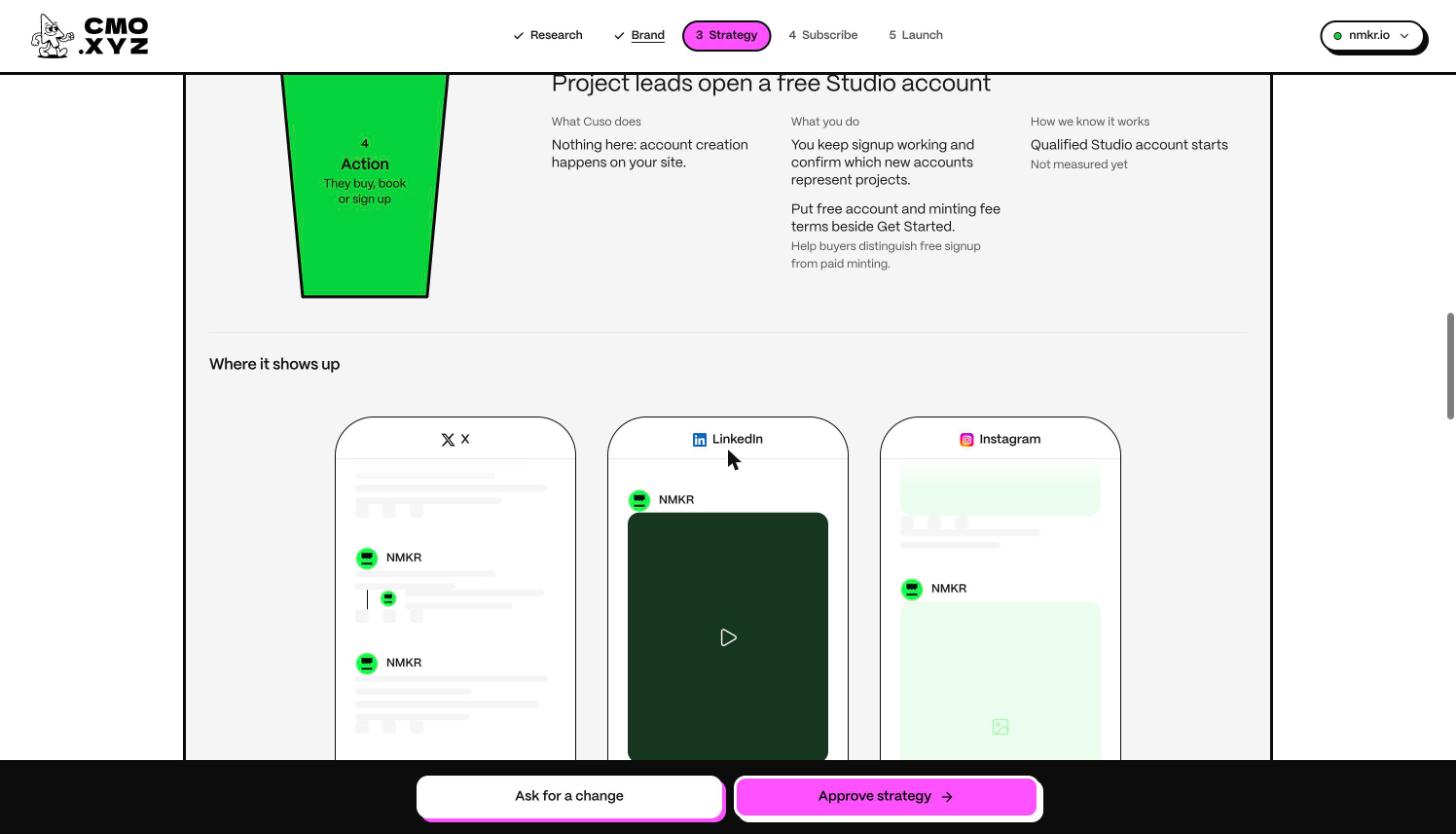 CMO
.XYZ
Research
Brand
3 Strategy
4 Subscribe
5 Launch
nmkr.io
Project leads open a free Studio account
4
Action
They buy, book
or sign up
What Cuso does
Nothing here: account creation
happens on your site.
What you do
You keep signup working and
confirm which new accounts
represent projects.
Put free account and minting fee
terms beside Get Started.
Help buyers distinguish free signup
from paid minting.
How we know it works
Qualified Studio account starts
Not measured yet
Where it shows up
X
NMKR
NMKR
LinkedIn
NMKR
Instagram
NMKR
Ask for a change
Approve strategy